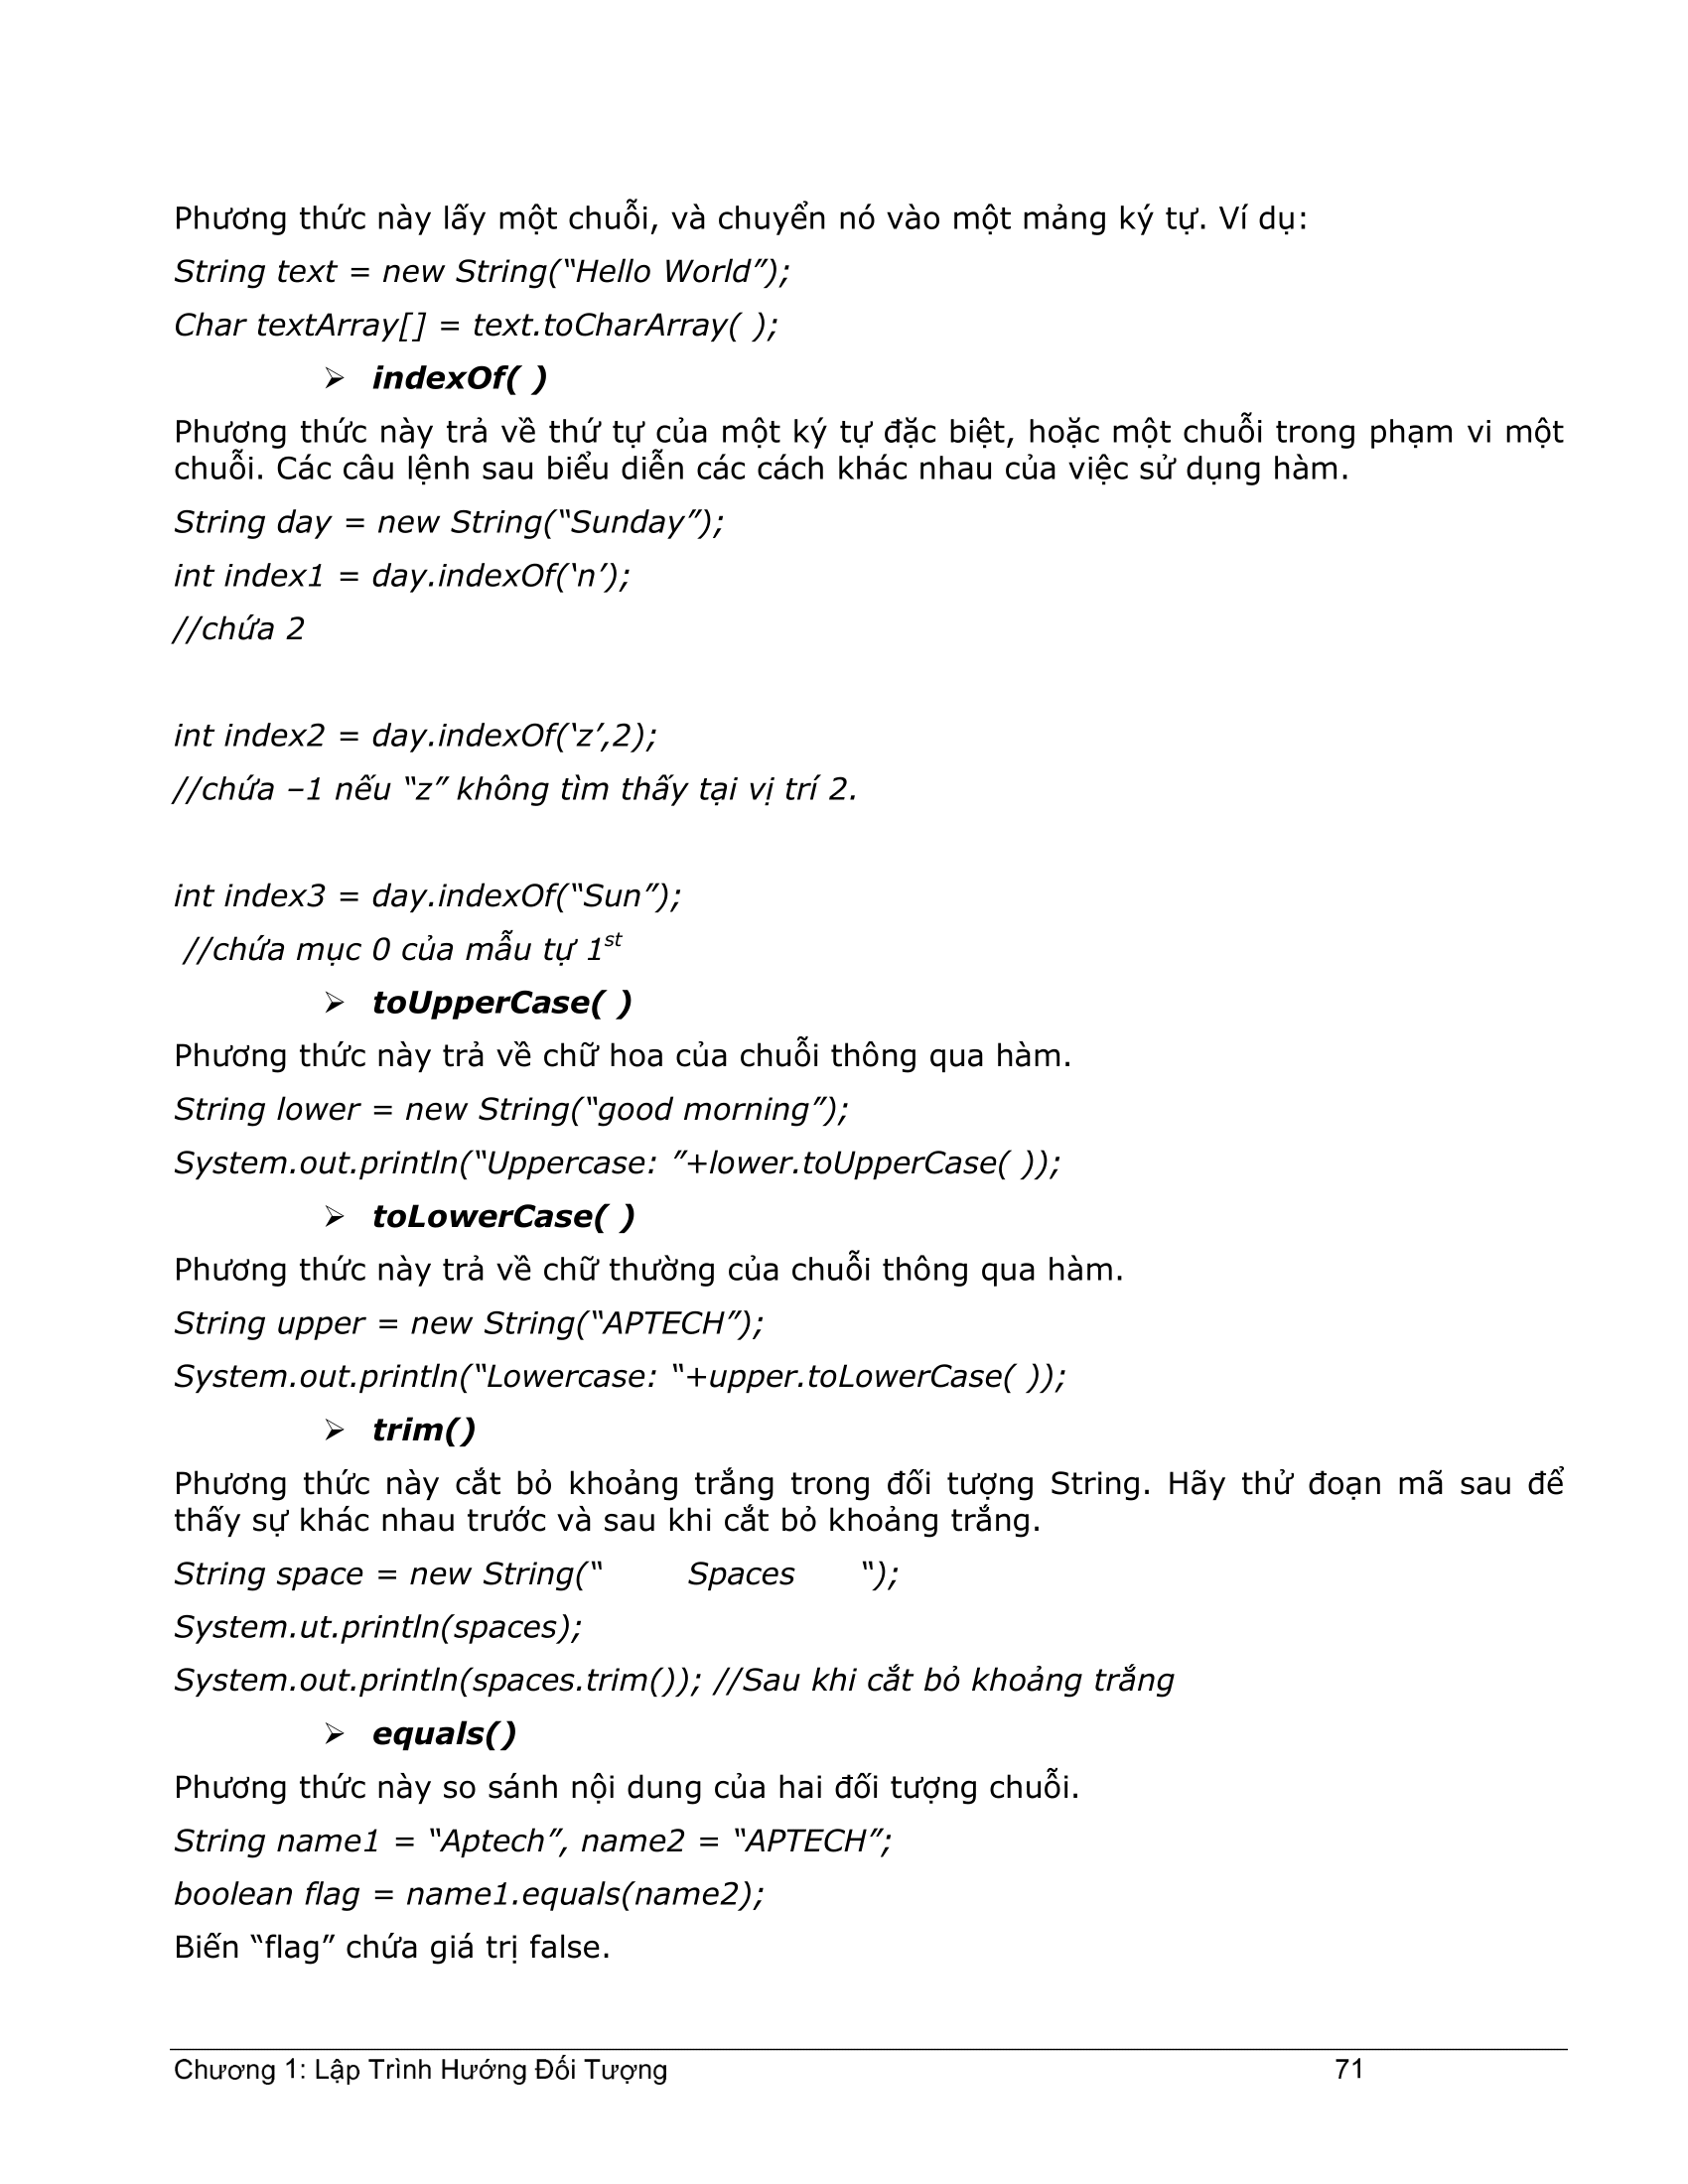 Phương thức này lấy một chuỗi, và chuyển nó vào một mảng ký tự. Ví dụ:
String text = new String(“Hello World”);
Char textArray[] = text.toCharArray( );
➢ indexOf( )
Phương thức này trả về thứ tự của một ký tự đặc biệt, hoặc một chuỗi trong phạm vi một
chuỗi. Các câu lệnh sau biểu diễn các cách khác nhau của việc sử dụng hàm.
String day = new String(“Sunday”);
int index1 = day.indexOf(‘n’);
//chứa 2
int index2 = day.indexOf(‘z’,2);
//chứa –1 nếu “z” không tìm thấy tại vị trí 2.
int index3 = day.indexOf(“Sun”);
//chứa mục 0 của mẫu tự 1st
➢ toUpperCase( )
Phương thức này trả về chữ hoa của chuỗi thông qua hàm.
String lower = new String(“good morning”);
System.out.println(“Uppercase: ”+lower.toUpperCase( ));
➢ toLowerCase( )
Phương thức này trả về chữ thường của chuỗi thông qua hàm.
String upper = new String(“APTECH”);
System.out.println(“Lowercase: “+upper.toLowerCase( ));
➢ trim()
Phương thức này cắt bỏ khoảng trắng trong đối tượng String. Hãy thử đoạn mã sau để
thấy sự khác nhau trước và sau khi cắt bỏ khoảng trắng.
String space = new String(“        Spaces      “);
System.ut.println(spaces);
System.out.println(spaces.trim()); //Sau khi cắt bỏ khoảng trắng
➢ equals()
Phương thức này so sánh nội dung của hai đối tượng chuỗi.
String name1 = “Aptech”, name2 = “APTECH”;
boolean flag = name1.equals(name2);
Biến “flag” chứa giá trị false.
Chương 1: Lập Trình Hướng Đối Tượng 71